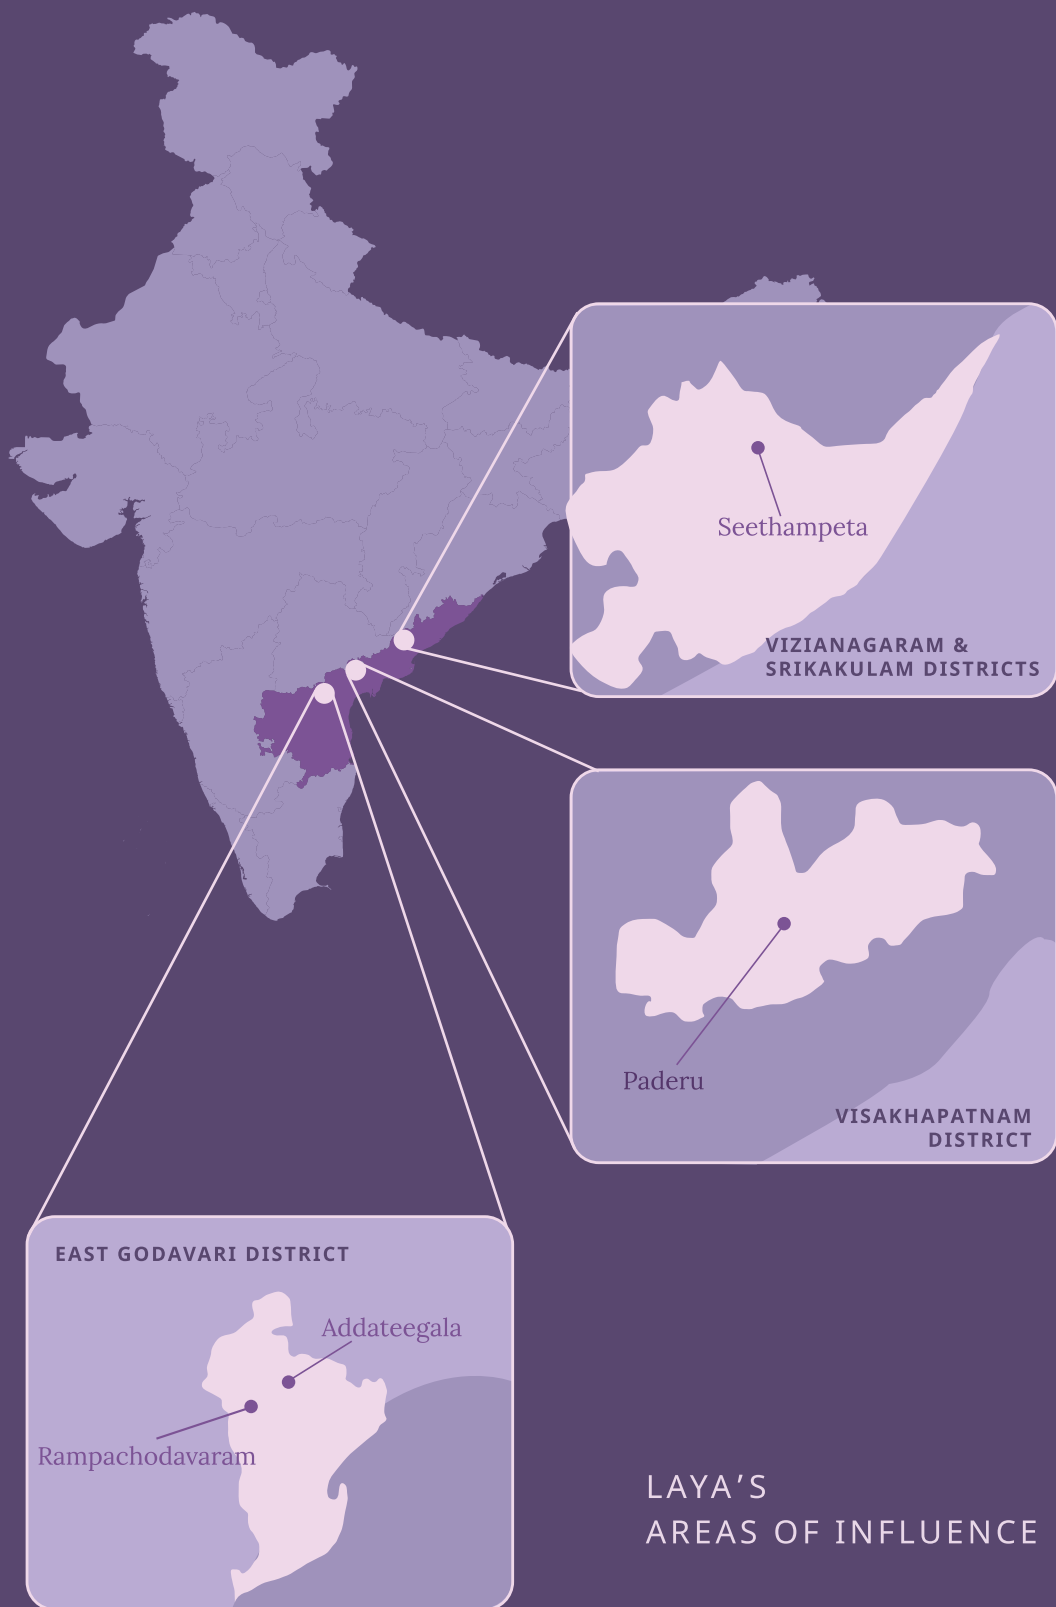 Seethampeta
VIZIANAGARAM &
SRIKAKULAM DISTRICTS
Paderu
VISAKHAPATNAM
DISTRICT
EAST GODAVARI DISTRICT
Addateegala
Rampachodavaram
LAYA’S
AREAS OF INFLUENCE